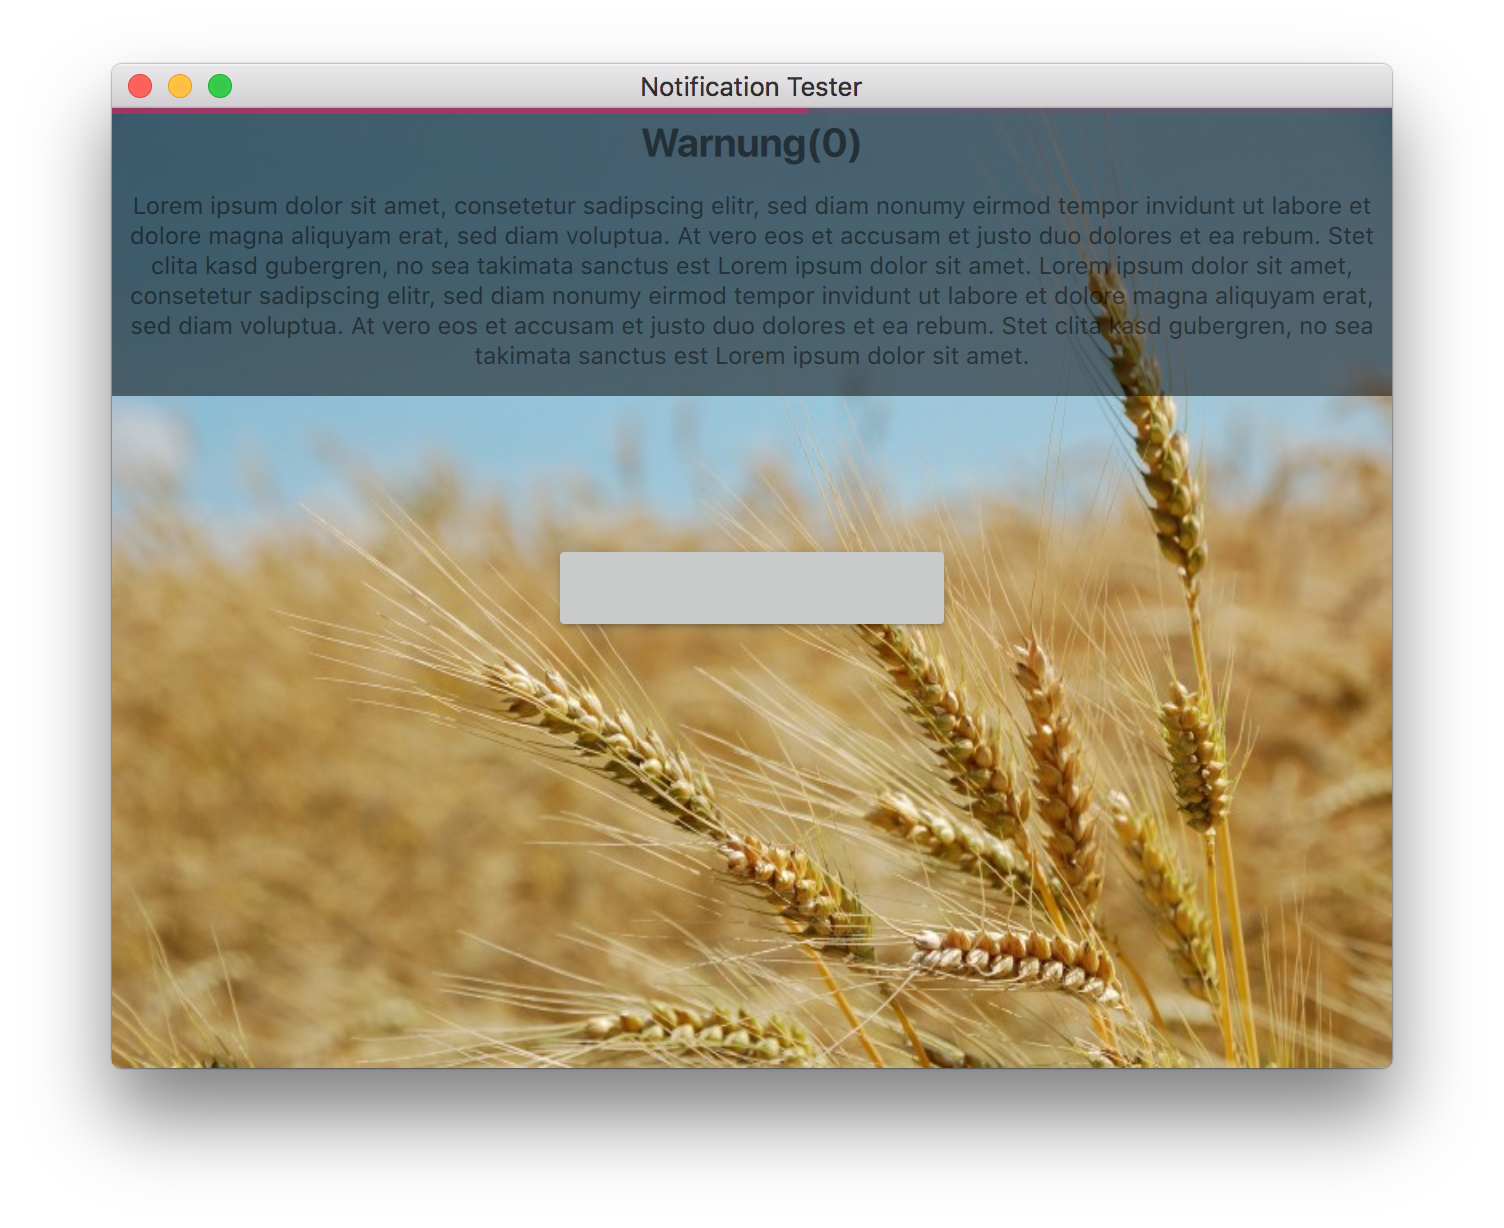 Notification Tester
Warnung(0)
Lorem ipsum dolor sit amet, consetetur sadipscing elitr, sed diam nonumy eirmod tempor invidunt ut labore et
dolore magna aliquyam erat, sed diam voluptua. At vero eos et accusam et justo duo dolores et ea rebum. Stet
clita kasd gubergren, no sea takimata sanctus est Lorem ipsum dolor sit amet. Lorem ipsum dolor sit amet,
consetetur sadipscing elitr, sed diam nonumy eirmod tempor invidunt ut labore et dolore magna aliquyam erat,
sed diam voluptua. At vero eos et accusam et justo duo dolores et ea rebum. Stet clita kasd gubergren, no sea
takimata sanctus est Lorem ipsum dolor sit amet.